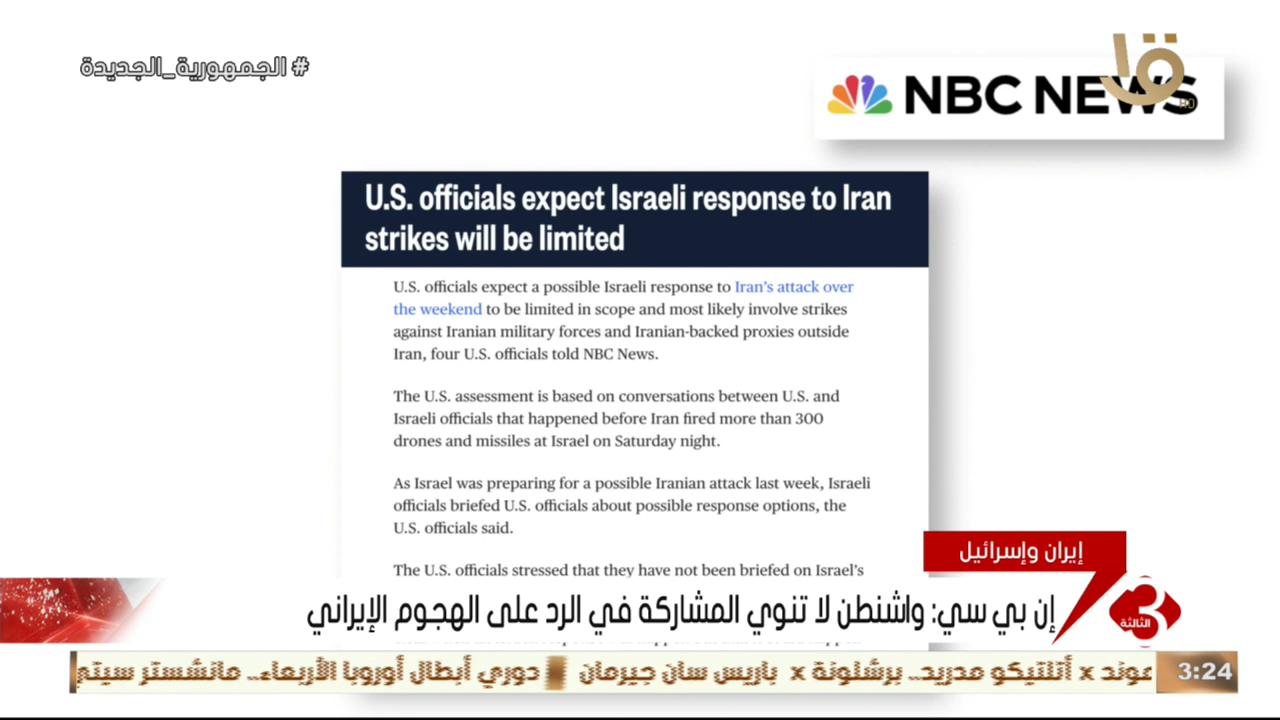 #الجمهورية_الجديدة
NBC NEWS
HD
U.S. officials expect Israeli response to Iran
strikes will be limited
U.S. officials expect a possible Israeli response to Iran’s attack over
the weekend to be limited in scope and most likely involve strikes
against Iranian military forces and Iranian-backed proxies outside
Iran, four U.S. officials told NBC News.
The U.S. assessment is based on conversations between U.S. and
Israeli officials that happened before Iran fired more than 300
drones and missiles at Israel on Saturday night.
As Israel was preparing for a possible Iranian attack last week, Israeli
officials briefed U.S. officials about possible response options, the
U.S. officials said.
The U.S. officials stressed that they have not been briefed on Israel’s
إيران وإسرائيل
إن بي سي: واشنطن لا تنوي المشاركة في الرد على الهجوم الإيراني
3 الثالثة
موند x أتلتيكو مدريد.. برشلونة x باريس سان جيرمان دوري أبطال أوروبا الأربعاء.. مانشستر سيتي
3:24